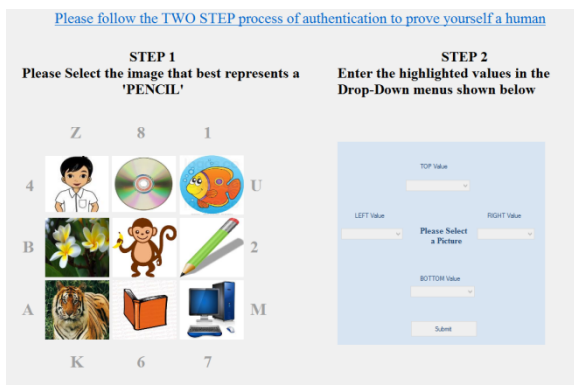 Please follow the TWO STEP process of authentication to prove yourself a human
STEP 1
Please Select the image that best represents a
'PENCIL'
Z 8 1
4 U
B 2
A M
K 6 7
STEP 2
Enter the highlighted values in the
Drop-Down menus shown below
TOP Value
LEFT Value RIGHT Value
Please Select
a Picture
BOTTOM Value
Submit